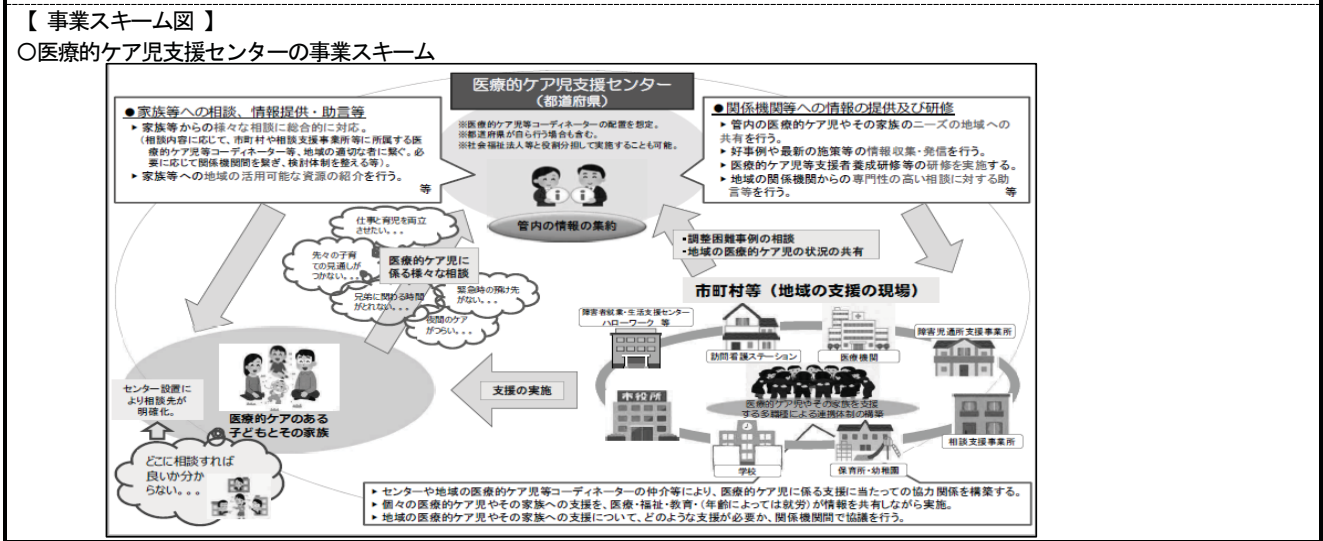 【 事業スキーム図 】
〇医療的ケア児支援センターの事業スキーム
医療的ケア児支援センター
（都道府県）
※医療的ケア児等コーディネーターの配置を想定。
※都道府県が自ら行う場合も含む。
※社会福祉法人等と役割分担して実施することも可能。
管内の情報の集約
●家族等への相談、情報提供・助言等
▸ 家族等からの様々な相談に総合的に対応。
（相談内容に応じて、市町村や相談支援事業所等に所属する医
療的ケア児等コーディネーター等、地域の適切な者に繋ぐ。必
要に応じて関係機関間を繋ぎ、検討体制を整える等）。
▸ 家族等への地域の活用可能な資源の紹介を行う。
等
●関係機関等への情報の提供及び研修
▸ 管内の医療的ケア児やその家族のニーズの地域への
共有を行う。
▸ 好事例や最新の施策等の情報収集・発信を行う。
▸ 医療的ケア児等支援者養成研修等の研修を実施する。
▸ 地域の関係機関からの専門性の高い相談に対する助
言等を行う。
等
仕事と育児を両立
させたい。。。
先々の子育
ての見通しが
つかない。。。
医療的ケア児に
係る様々な相談
兄弟に関わる時間
がとれない。。。
緊急時の預け先
がない。。。
夜間のケア
がつらい。。。
・調整困難事例の相談
・地域の医療的ケア児の状況の共有
市町村等（地域の支援の現場）
障害者就業・生活支援センター
ハローワーク 等
訪問看護ステーション
医療機関
障害児通所支援事業所
市役所
医療的ケア児やその家族を支援
する多職種による連携体制の構築
相談支援事業所
学校
保育所・幼稚園
支援の実施
センター設置に
より相談先が
明確化。
医療的ケアのある
子どもとその家族
どこに相談すれば
良いか分か
らない。。。
▸ センターや地域の医療的ケア児等コーディネーターの仲介等により、医療的ケア児に係る支援に当たっての協力関係を構築する。
▸ 個々の医療的ケア児やその家族への支援を、医療・福祉・教育・（年齢によっては就労）が情報を共有しながら実施。
▸ 地域の医療的ケア児やその家族への支援について、どのような支援が必要か、関係機関間で協議を行う。